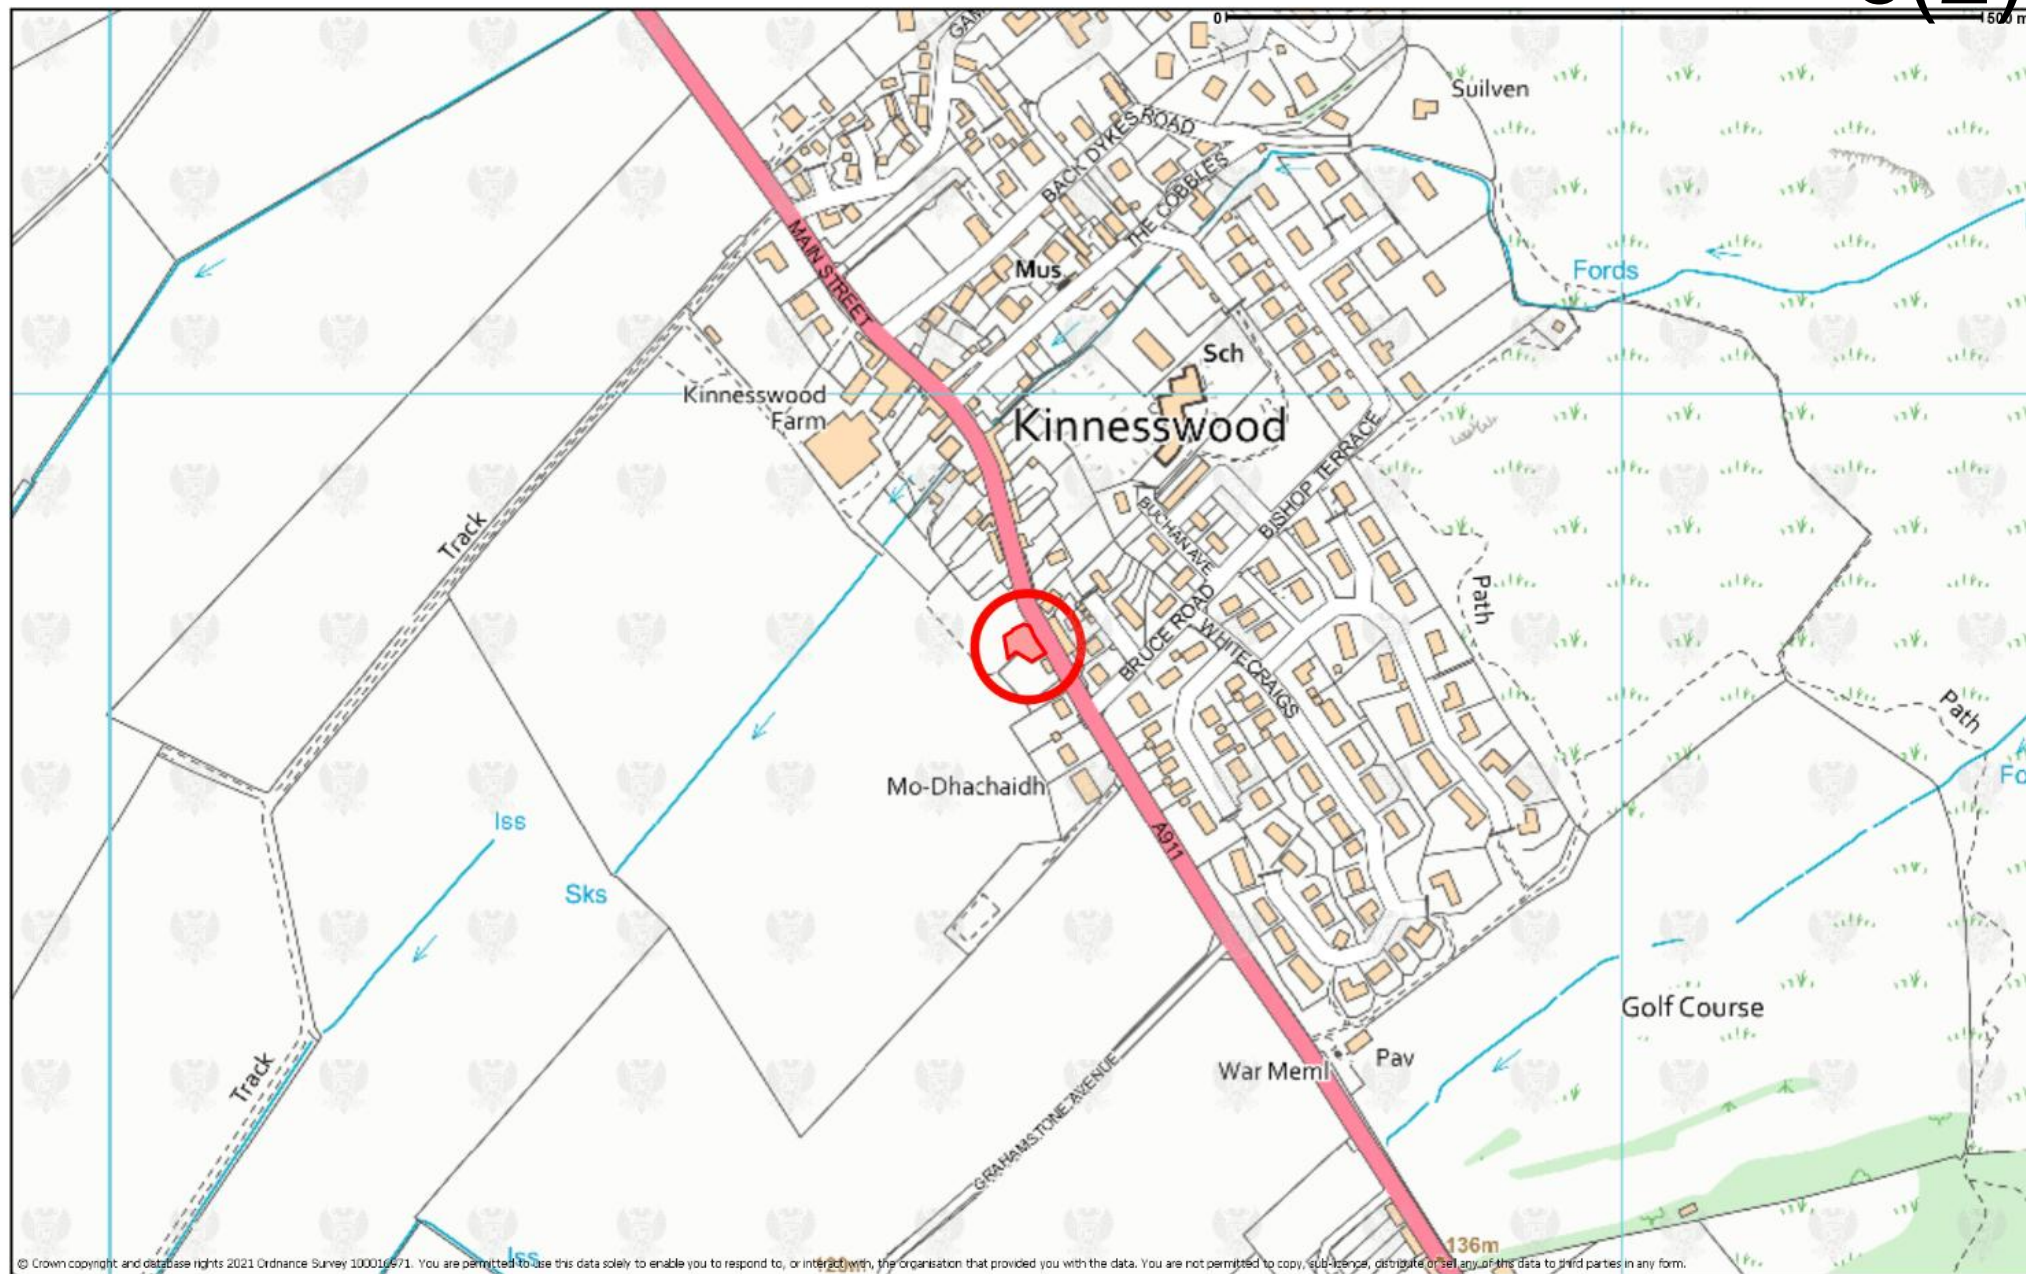 0
500 m
GAM
Suilven
BACK DYKES ROAD
THE COBBLES
MAIN STREET
Mus
Fords
Sch
Kinnesswood
Farm
Kinnesswood
BISHOP TERRACE
BUCHAN AVE
Track
Path
BRUCE ROAD
WHITECRAIGS
Path
Fo
Mo-Dhachaidh
Iss
A911
Sks
Golf Course
Track
War Meml
Pav
GRAHAMSTONE AVENUE
136m
Iss
© Crown copyright and database rights 2021 Ordnance Survey 100016971. You are permitted to use this data solely to enable you to respond to, or interact with, the organisation that provided you with the data. You are not permitted to copy, sub-licence, distribute or sell any of this data to third parties in any form.